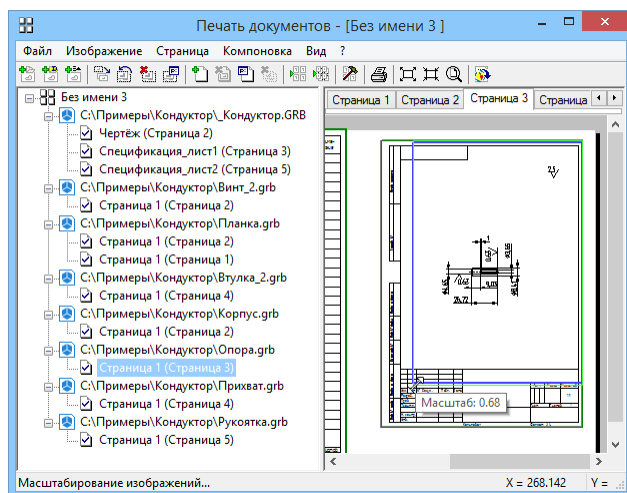 Печать документов - [Без имени 3 ]
Файл Изображение Страница Компоновка Вид ?
Без имени 3
C:\Примеры\Кондуктор\_Кондуктор.GRB
Чертёж (Страница 2)
Спецификация_лист1 (Страница 3)
Спецификация_лист2 (Страница 5)
C:\Примеры\Кондуктор\Винт_2.grb
Страница 1 (Страница 2)
C:\Примеры\Кондуктор\Планка.grb
Страница 1 (Страница 2)
Страница 1 (Страница 1)
C:\Примеры\Кондуктор\Втулка_2.grb
Страница 1 (Страница 4)
C:\Примеры\Кондуктор\Корпус.grb
Страница 1 (Страница 2)
C:\Примеры\Кондуктор\Опора.grb
Страница 1 (Страница 3)
C:\Примеры\Кондуктор\Прихват.grb
Страница 1 (Страница 4)
C:\Примеры\Кондуктор\Рукоятка.grb
Страница 1 (Страница 5)
Страница 1 Страница 2 Страница 3 Страница
Масштаб: 0.68
Масштабирование изображений... X = 268.142 Y =